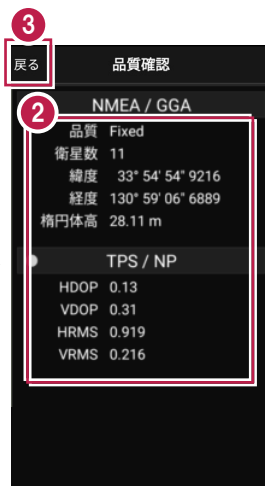 3
戻る 品質確認
2
NMEA / GGA
品質 Fixed
衛星数 11
緯度 33° 54' 54" 9216
経度 130° 59' 06" 6889
楕円体高 28.11 m
TPS / NP
HDOP 0.13
VDOP 0.31
HRMS 0.919
VRMS 0.216